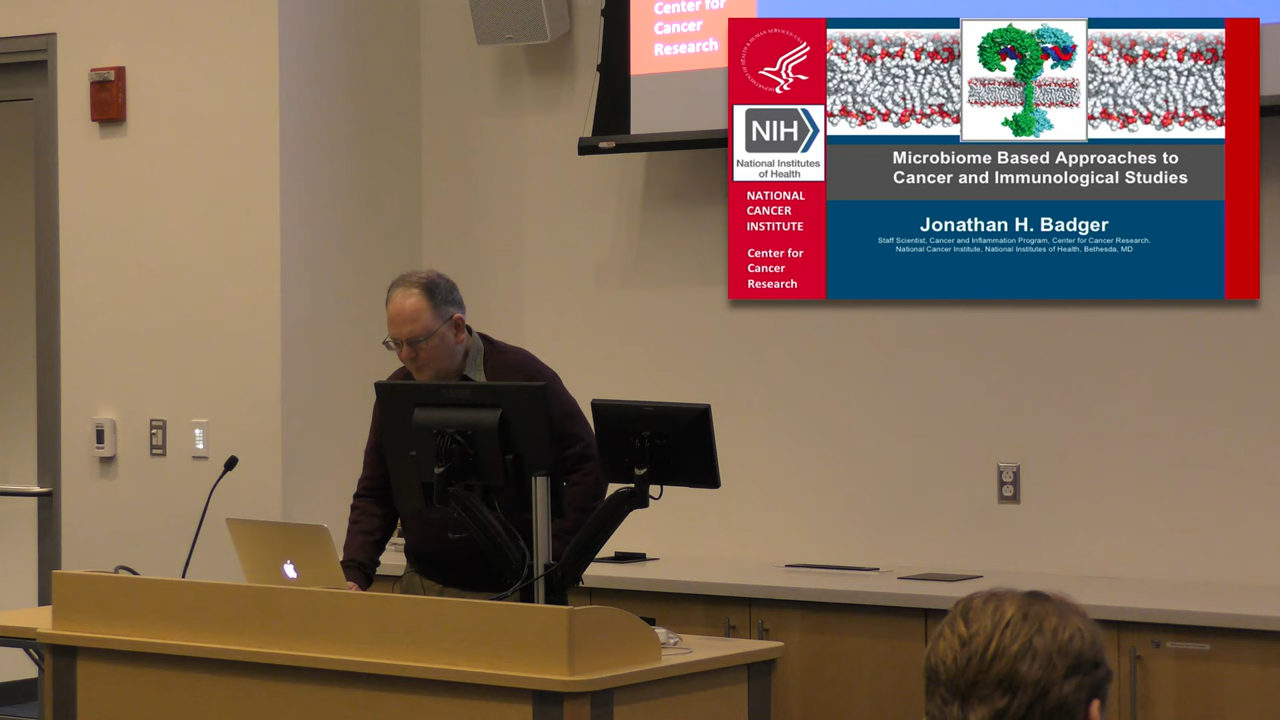 Center for
Cancer
Research
NIH
National Institutes
of Health
NATIONAL
CANCER
INSTITUTE
Center for
Cancer
Research
Microbiome Based Approaches to
Cancer and Immunological Studies
Jonathan H. Badger
Staff Scientist, Cancer and Inflammation Program, Center for Cancer Research,
National Cancer Institute, National Institutes of Health, Bethesda, MD